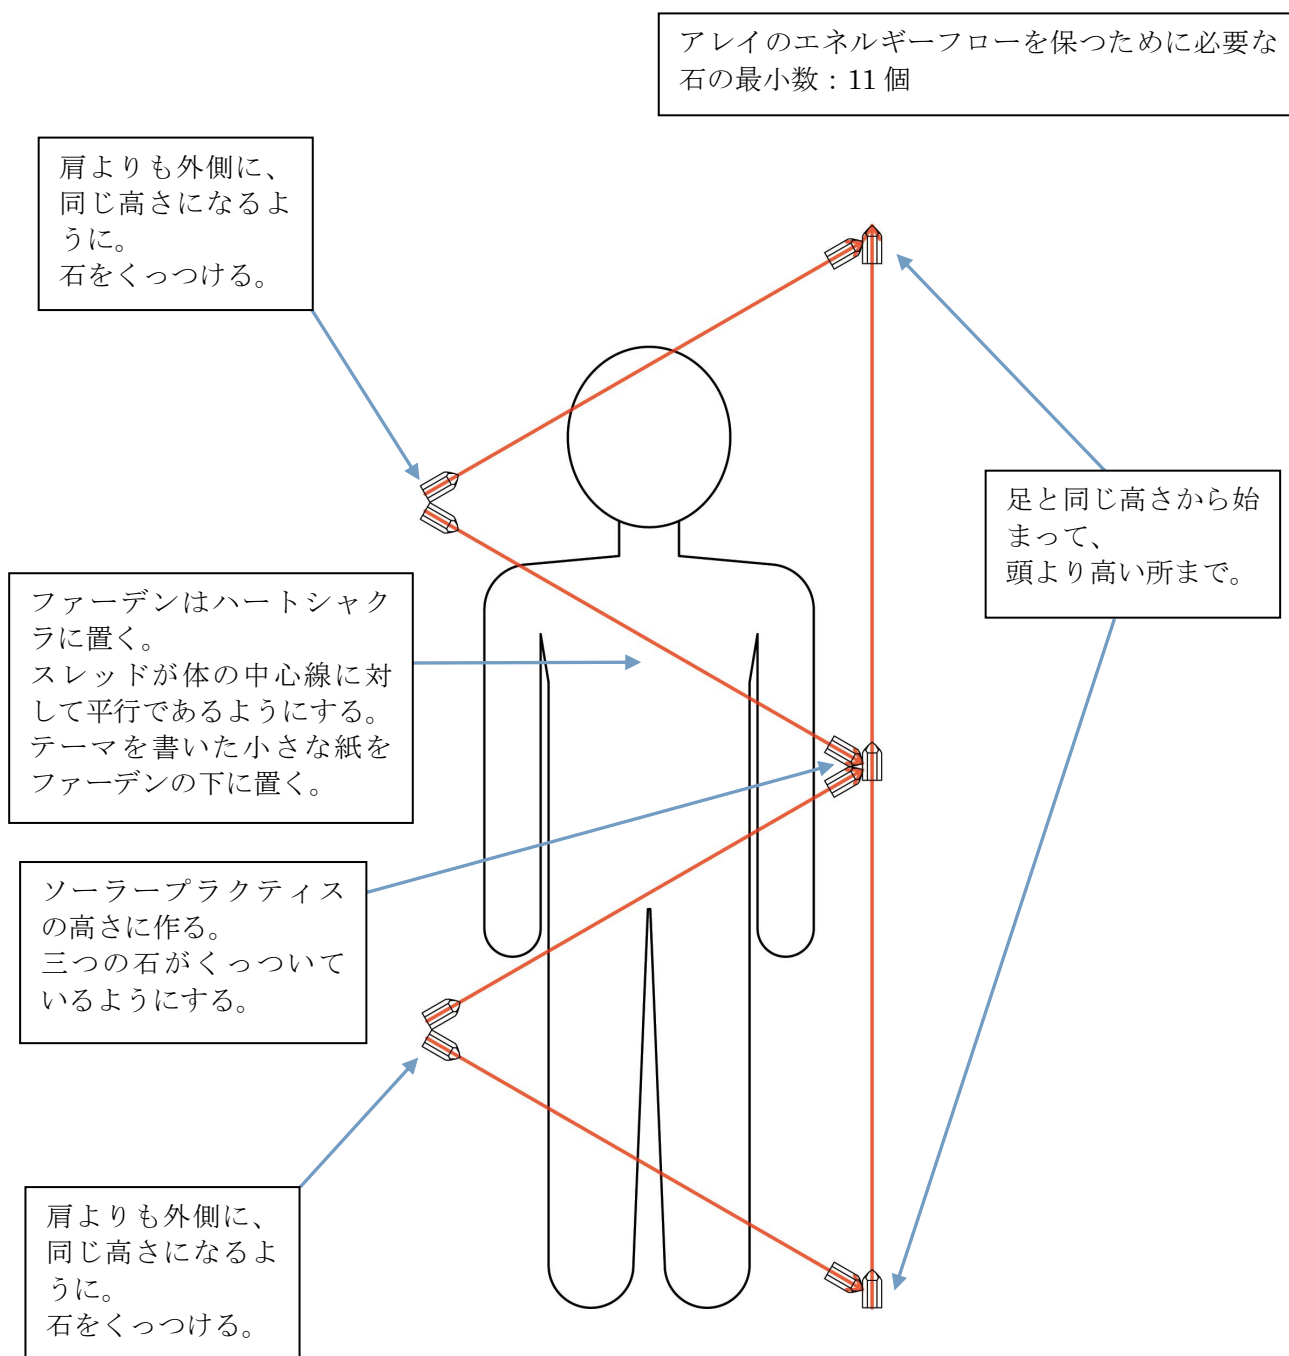 アレイのエネルギーフローを保つために必要な
石の最小数：11 個
肩よりも外側に、
同じ高さになるよ
うに。
石をくっつける。
足と同じ高さから始
まって、
頭より高い所まで。
ファーデンはハートシャク
ラに置く。
スレッドが体の中心線に対
して平行であるようにする。
テーマを書いた小さな紙を
ファーデンの下に置く。
ソーラープラクティス
の高さに作る。
三つの石がくっついて
いるようにする。
肩よりも外側に、
同じ高さになるよ
うに。
石をくっつける。